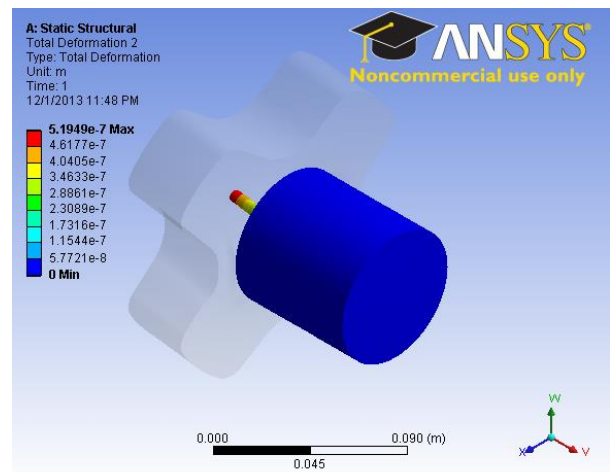 A: Static Structural
Total Deformation 2
Type: Total Deformation
Unit: m
Time: 1
12/1/2013 11:48 PM
ANSYS
Noncommercial use only
5.1949e-7 Max
4.6177e-7
4.0405e-7
3.4633e-7
2.8861e-7
2.3089e-7
1.7316e-7
1.1544e-7
5.7721e-8
0 Min
0.000
0.090 (m)
0.045
W
X
V